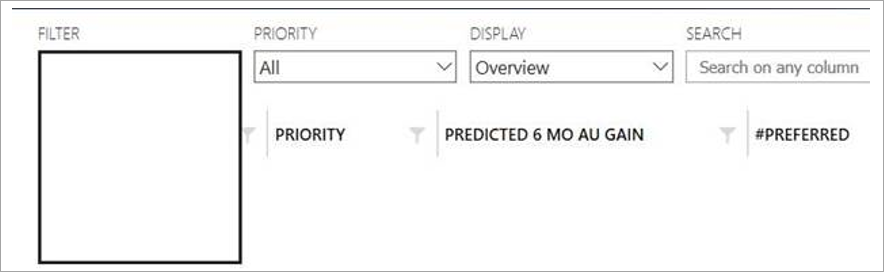 FILTER PRIORITY DISPLAY SEARCH
All Overview Search on any column
PRIORITY PREDICTED 6 MO AU GAIN #PREFERRED